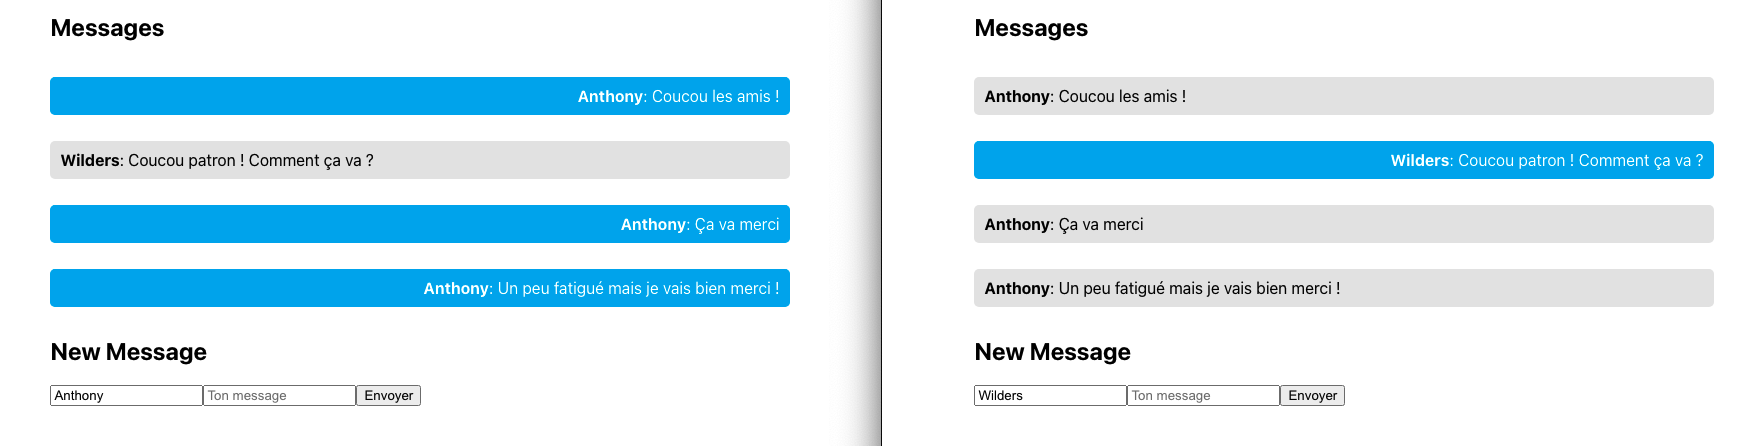 Messages
Anthony: Coucou les amis !
Wilders: Coucou patron ! Comment ça va ?
Anthony: Ça va merci
Anthony: Un peu fatigué mais je vais bien merci !
New Message
Anthony Ton message Envoyer
Messages
Anthony: Coucou les amis !
Wilders: Coucou patron ! Comment ça va ?
Anthony: Ça va merci
Anthony: Un peu fatigué mais je vais bien merci !
New Message
Wilders Ton message Envoyer